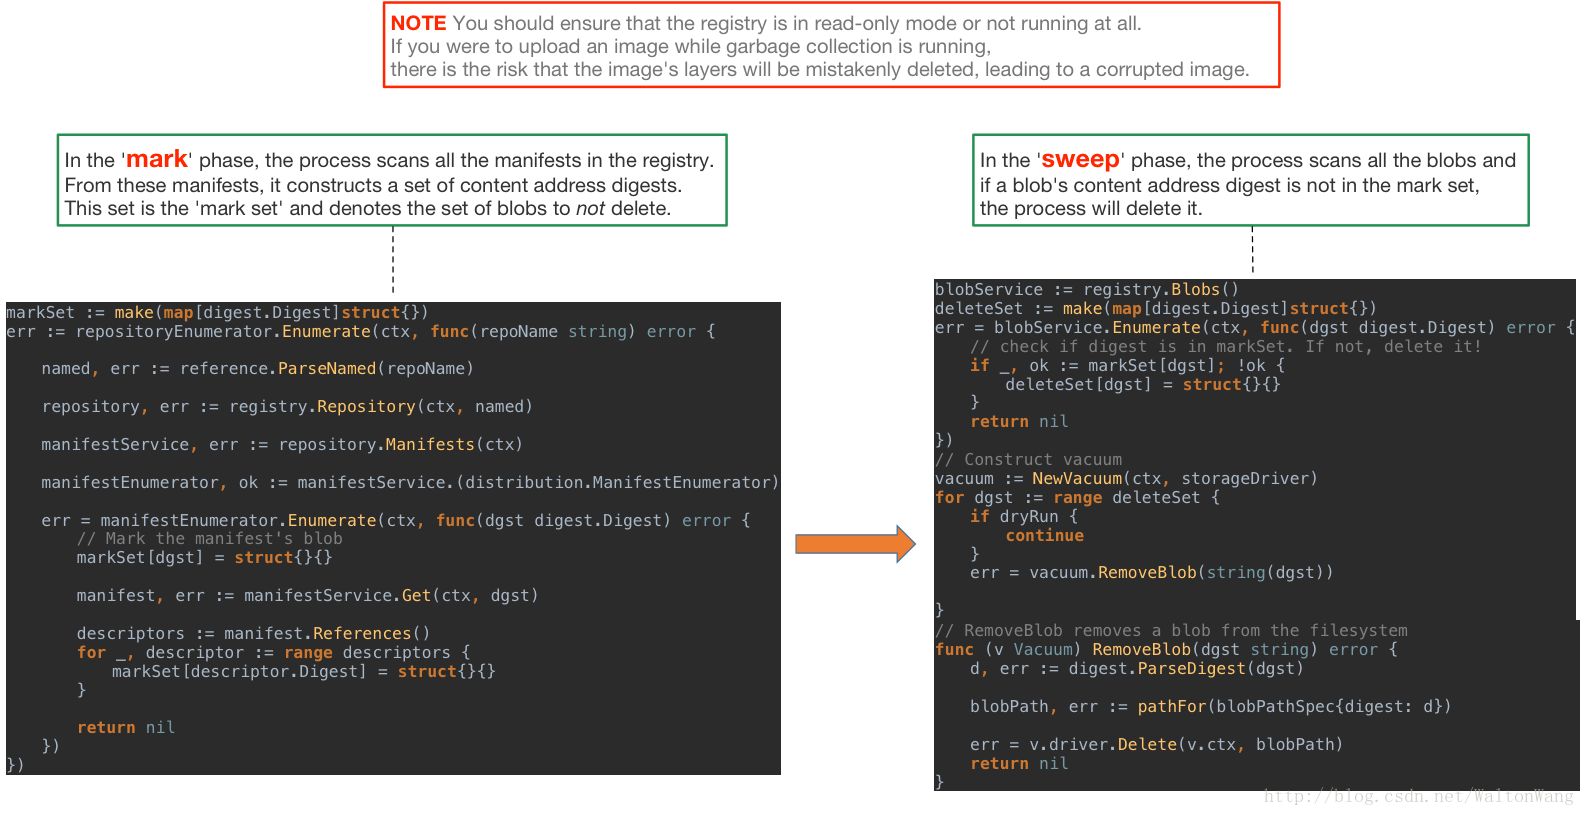 NOTE You should ensure that the registry is in read-only mode or not running at all.
If you were to upload an image while garbage collection is running,
there is the risk that the image's layers will be mistakenly deleted, leading to a corrupted image.
In the 'mark' phase, the process scans all the manifests in the registry.
From these manifests, it constructs a set of content address digests.
This set is the 'mark set' and denotes the set of blobs to not delete.
markSet := make(map[digest.Digest]struct{})
err := repositoryEnumerator.Enumerate(ctx, func(repoName string) error {
named, err := reference.ParseNamed(repoName)
repository, err := registry.Repository(ctx, named)
manifestService, err := repository.Manifests(ctx)
manifestEnumerator, ok := manifestService.(distribution.ManifestEnumerator)
err = manifestEnumerator.Enumerate(ctx, func(dgst digest.Digest) error {
// Mark the manifest's blob
markSet[dgst] = struct{}{}
manifest, err := manifestService.Get(ctx, dgst)
descriptors := manifest.References()
for _, descriptor := range descriptors {
markSet[descriptor.Digest] = struct{}{}
}
return nil
})
})
In the 'sweep' phase, the process scans all the blobs and
if a blob's content address digest is not in the mark set,
the process will delete it.
blobService := registry.Blobs()
deleteSet := make(map[digest.Digest]struct{})
err = blobService.Enumerate(ctx, func(dgst digest.Digest) error {
// check if digest is in markSet. If not, delete it!
if _, ok := markSet[dgst]; !ok {
deleteSet[dgst] = struct{}{}
}
return nil
})
// Construct vacuum
vacuum := NewVacuum(ctx, storageDriver)
for dgst := range deleteSet {
if dryRun {
continue
}
err = vacuum.RemoveBlob(string(dgst))
}
// RemoveBlob removes a blob from the filesystem
func (v Vacuum) RemoveBlob(dgst string) error {
d, err := digest.ParseDigest(dgst)
blobPath, err := pathFor(blobPathSpec{digest: d})
err = v.driver.Delete(v.ctx, blobPath)
return nil
}
http://blog.csdn.net/WaltonWang